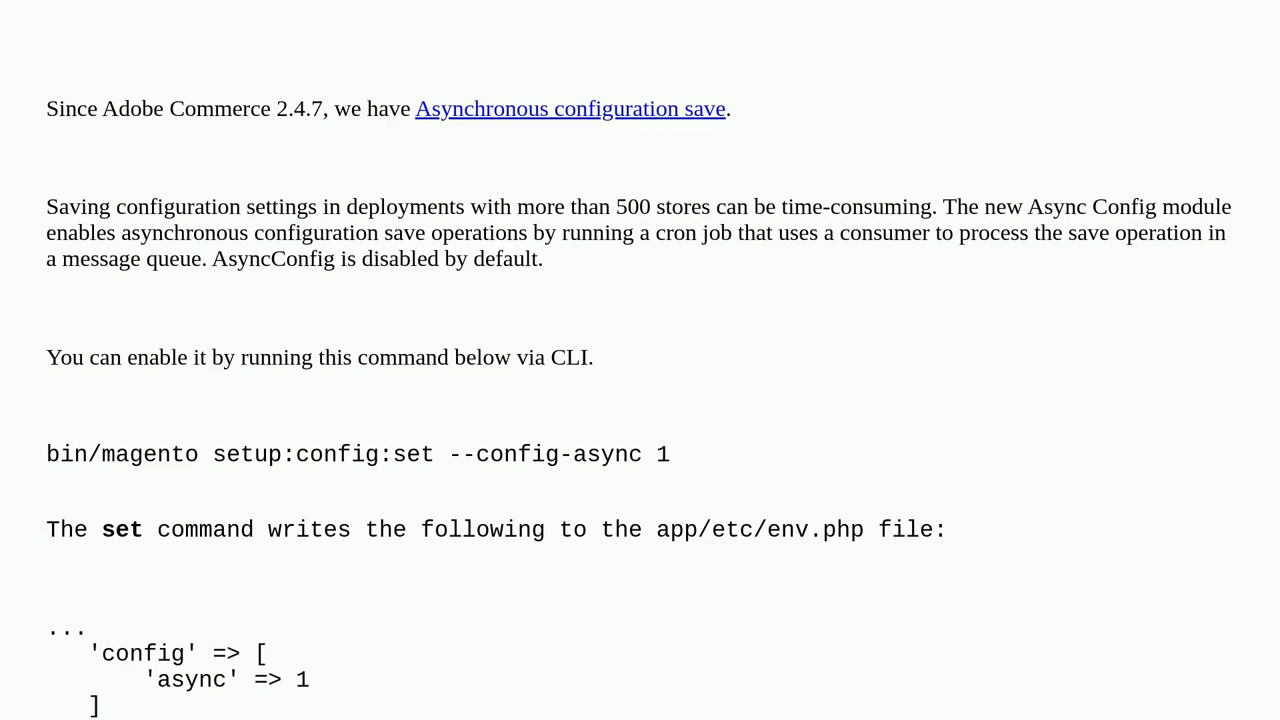 Since Adobe Commerce 2.4.7, we have Asynchronous configuration save.
Saving configuration settings in deployments with more than 500 stores can be time-consuming. The new Async Config module
enables asynchronous configuration save operations by running a cron job that uses a consumer to process the save operation in
a message queue. AsyncConfig is disabled by default.
You can enable it by running this command below via CLI.
bin/magento setup:config:set --config-async 1
The set command writes the following to the app/etc/env.php file:
...
   'config' => [
       'async' => 1
   ]